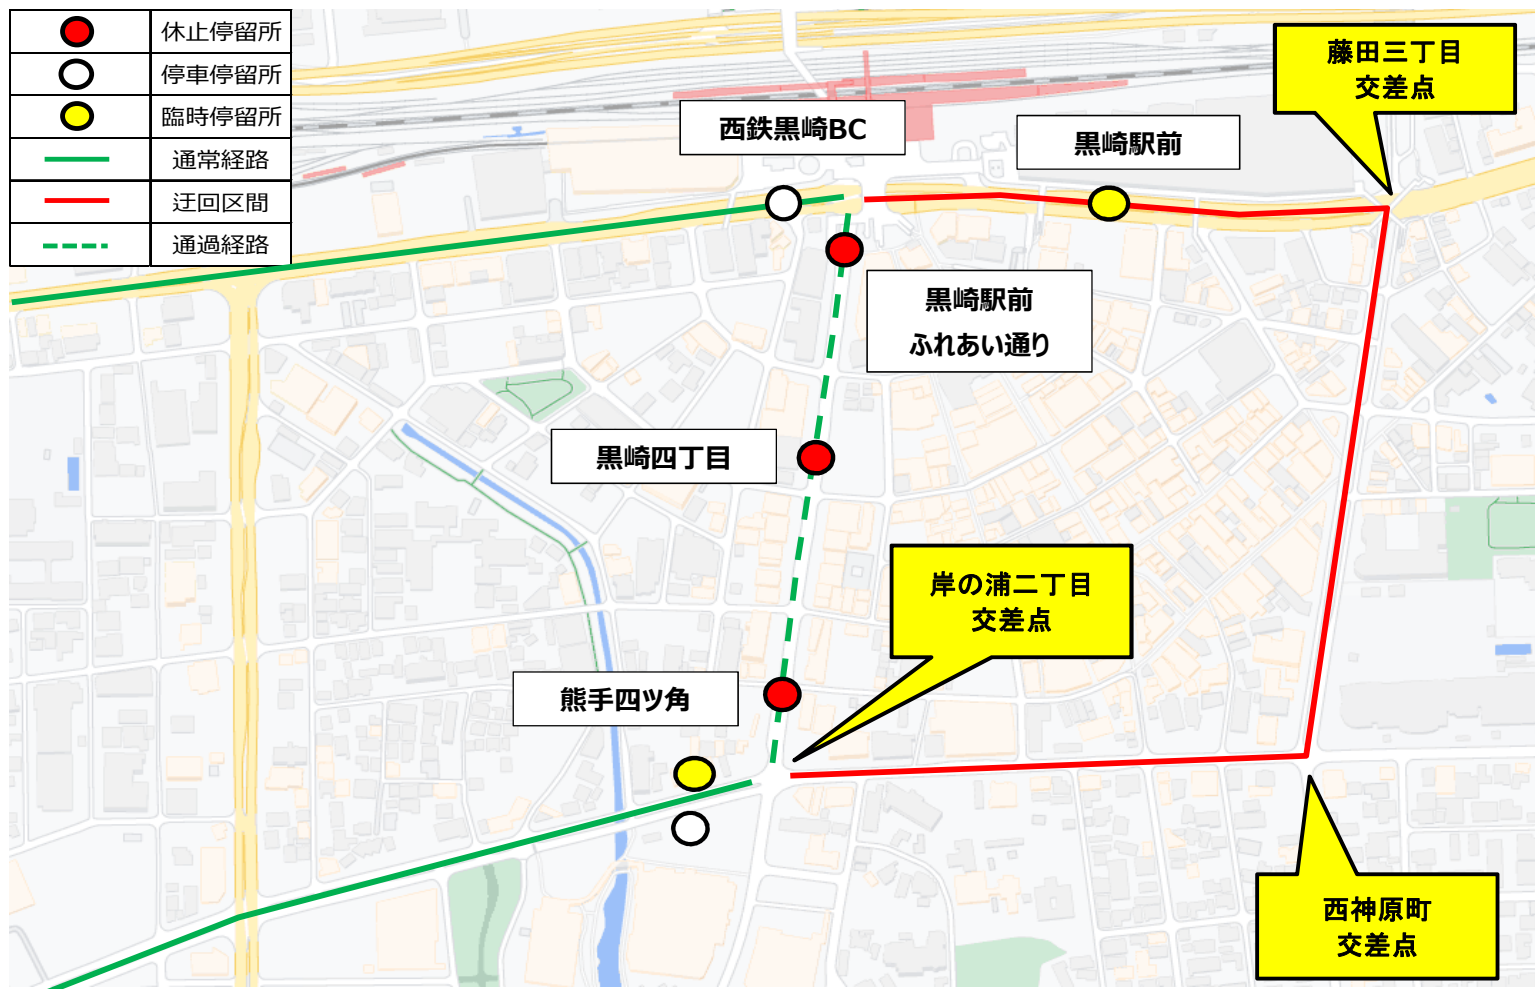 休止停留所
停車停留所
臨時停留所
通常経路
迂回区間
通過経路
藤田三丁目
交差点
西鉄黒崎BC
黒崎駅前
黒崎駅前
ふれあい通り
黒崎四丁目
岸の浦二丁目
交差点
熊手四ツ角
西神原町
交差点